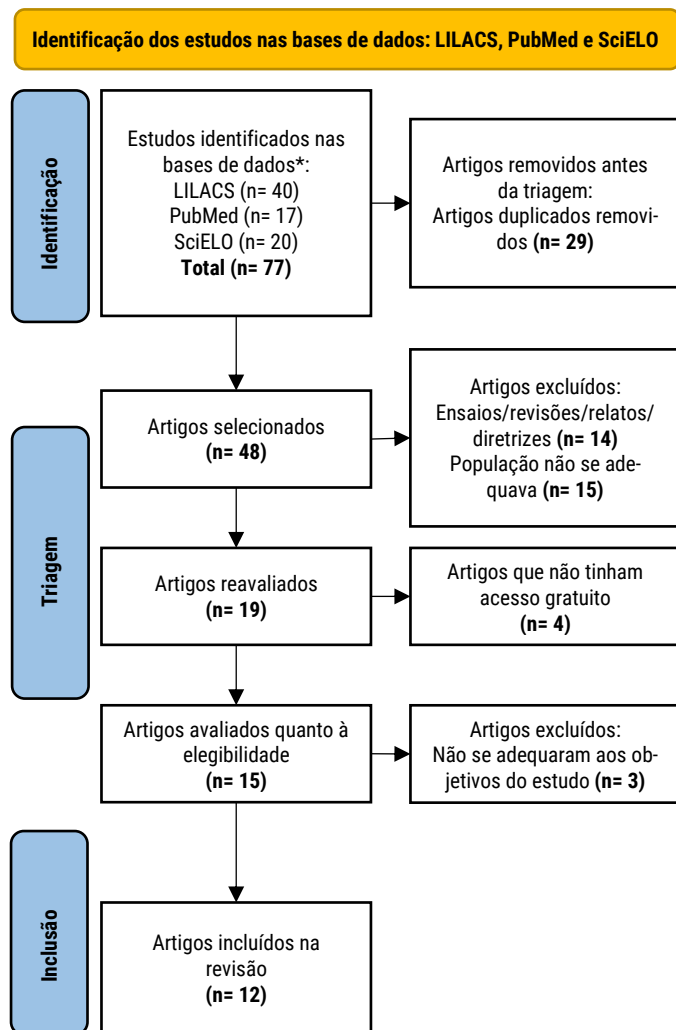 Identificação dos estudos nas bases de dados: LILACS, PubMed e SciELO
Identificação
Estudos identificados nas
bases de dados*:
LILACS (n= 40)
PubMed (n= 17)
SciELO (n= 20)
Total (n= 77)
Artigos removidos antes
da triagem:
Artigos duplicados removi-
dos (n= 29)
Triagem
Artigos selecionados
(n= 48)
Artigos excluídos:
Ensaios/revisões/relatos/
diretrizes (n= 14)
População não se ade-
quava (n= 15)
Artigos reavaliados
(n= 19)
Artigos que não tinham
acesso gratuito
(n= 4)
Artigos avaliados quanto à
elegibilidade
(n= 15)
Artigos excluídos:
Não se adequaram aos ob-
jetivos do estudo (n= 3)
Inclusão
Artigos incluídos na
revisão
(n= 12)